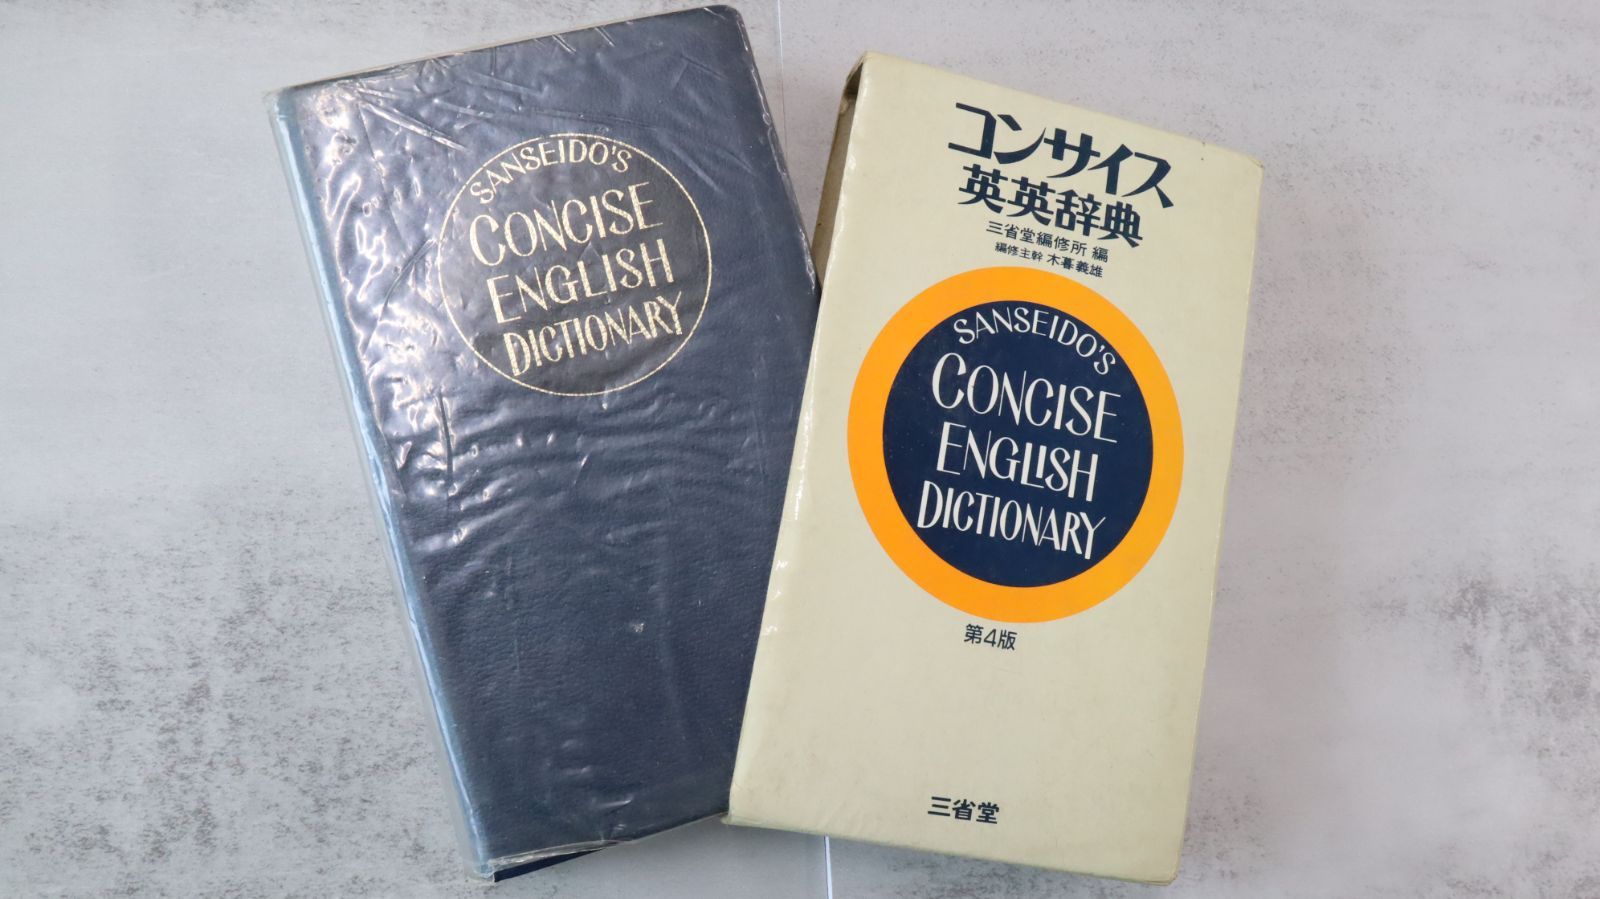 SANSEIDO'S
CONCISE
ENGLISH
DICTIONARY
コンサイス
英英辞典
三省堂編修所 編
編修主幹 木暮義雄
SANSEIDO'S
CONCISE
ENGLISH
DICTIONARY
第4版
三省堂